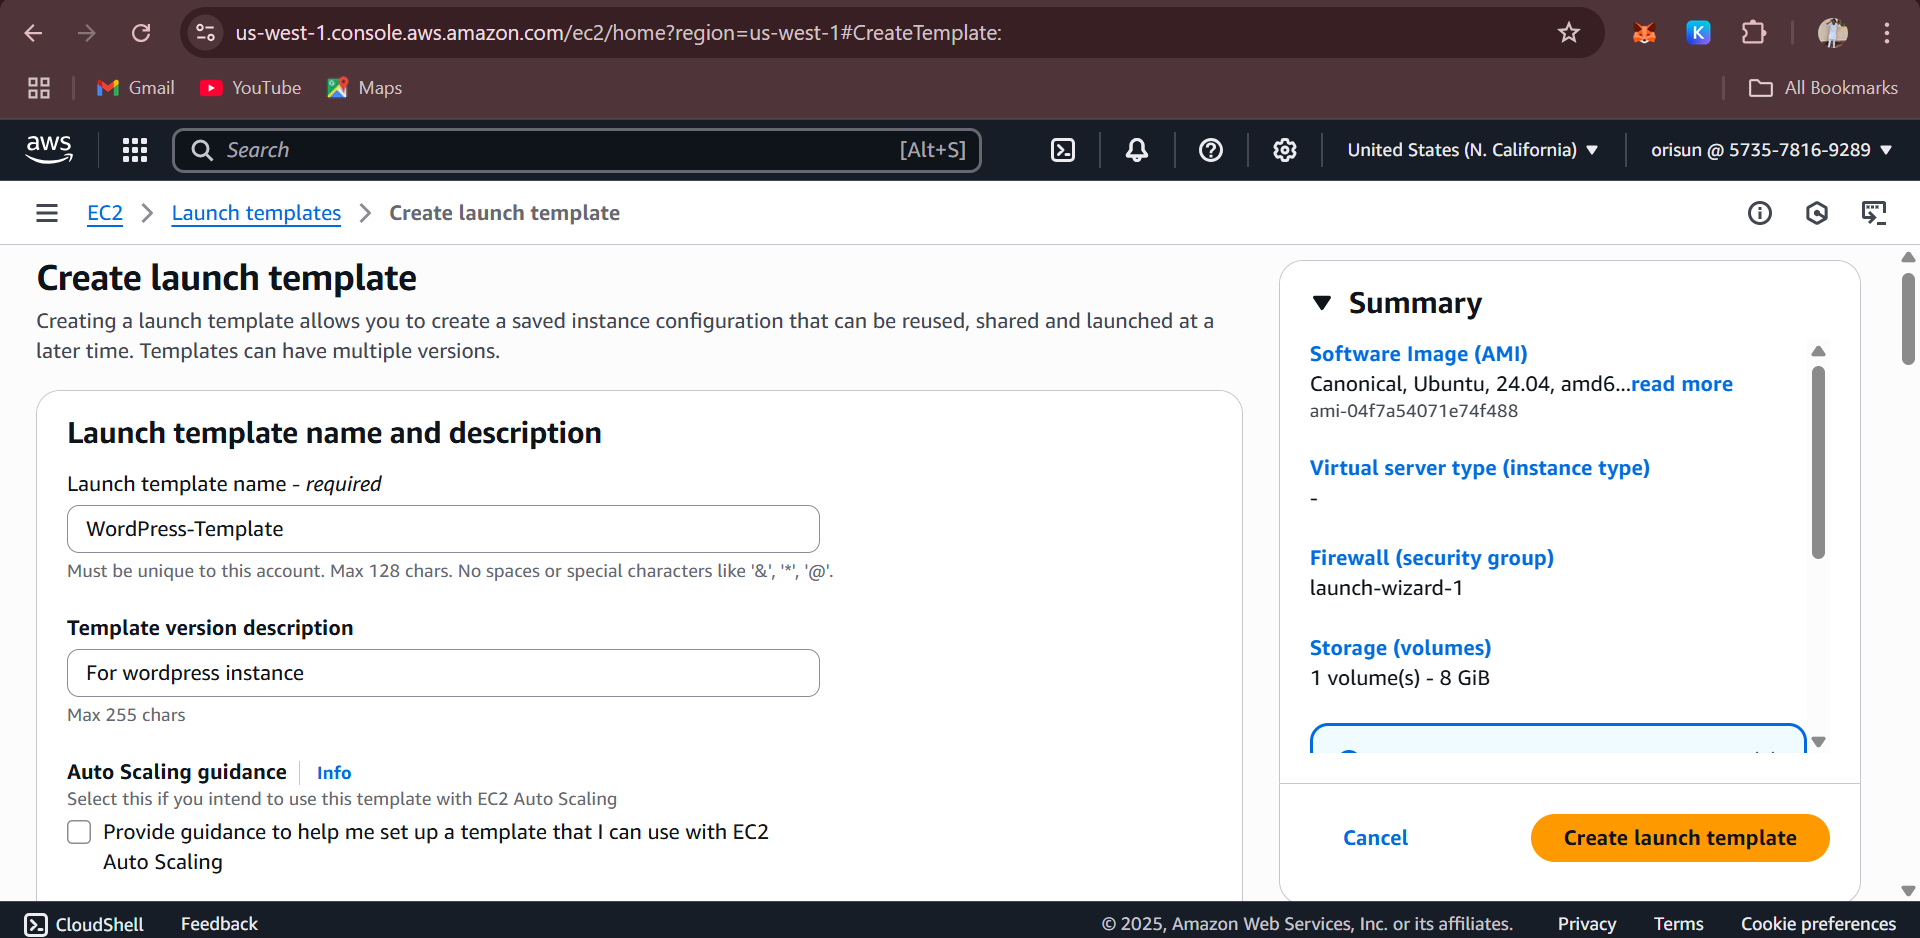 us-west-1.console.aws.amazon.com/ec2/home?region=us-west-1#CreateTemplate:
K
Gmail
YouTube
Maps
All Bookmarks
aws
Search
[Alt+S]
United States (N. California)
orisun @ 5735-7816-9289
EC2
Launch templates
Create launch template
Create launch template
Creating a launch template allows you to create a saved instance configuration that can be reused, shared and launched at a
later time. Templates can have multiple versions.
Launch template name and description
Launch template name - required
WordPress-Template
Must be unique to this account. Max 128 chars. No spaces or special characters like '&', '*', '@'.
Template version description
For wordpress instance
Max 255 chars
Auto Scaling guidance
Info
Select this if you intend to use this template with EC2 Auto Scaling
Provide guidance to help me set up a template that I can use with EC2
Auto Scaling
Summary
Software Image (AMI)
Canonical, Ubuntu, 24.04, amd6...read more
ami-04f7a54071e74f488
Virtual server type (instance type)
-
Firewall (security group)
launch-wizard-1
Storage (volumes)
1 volume(s) - 8 GiB
Cancel
Create launch template
CloudShell
Feedback
© 2025, Amazon Web Services, Inc. or its affiliates.
Privacy
Terms
Cookie preferences